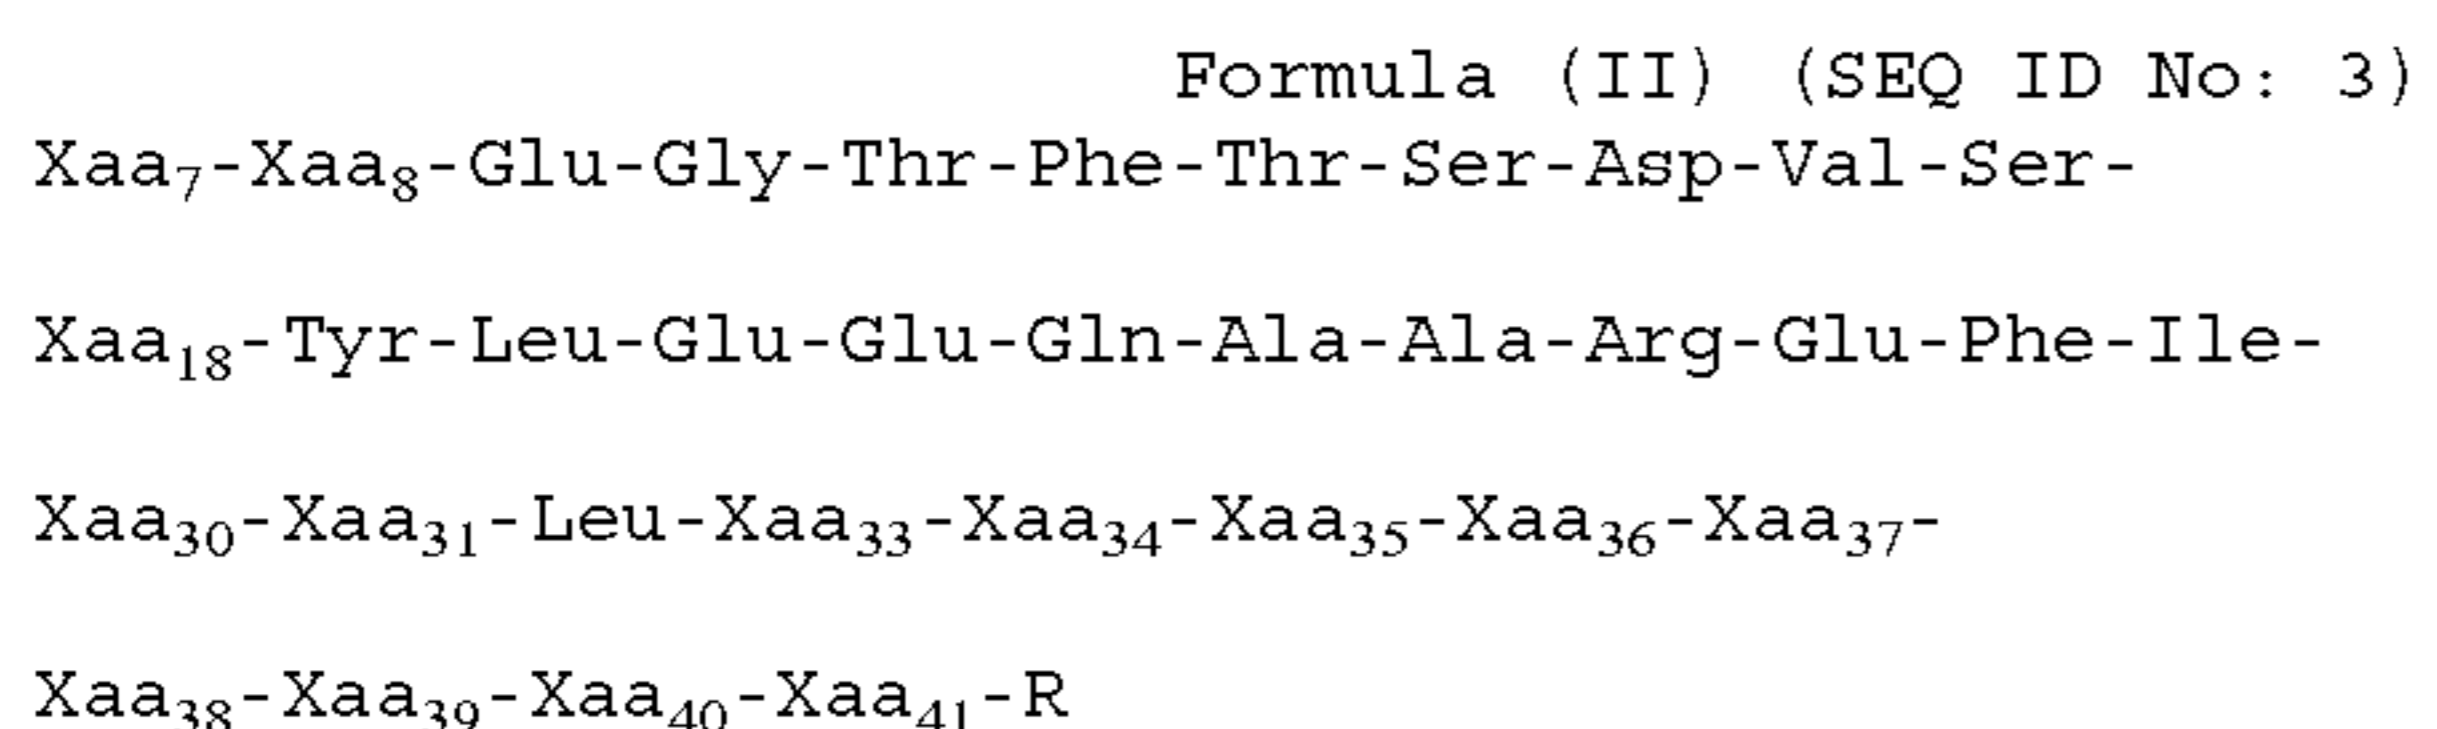 Formula (II) (SEQ ID No: 3)
Xaa₇-Xaa₈-Glu-Gly-Thr-Phe-Thr-Ser-Asp-Val-Ser-
Xaa₁₈-Tyr-Leu-Glu-Glu-Gln-Ala-Ala-Arg-Glu-Phe-Ile-
Xaa₃₀-Xaa₃₁-Leu-Xaa₃₃-Xaa₃₄-Xaa₃₅-Xaa₃₆-Xaa₃₇-
Xaa₃₈-Xaa₃₉-Xaa₄₀-Xaa₄₁-R